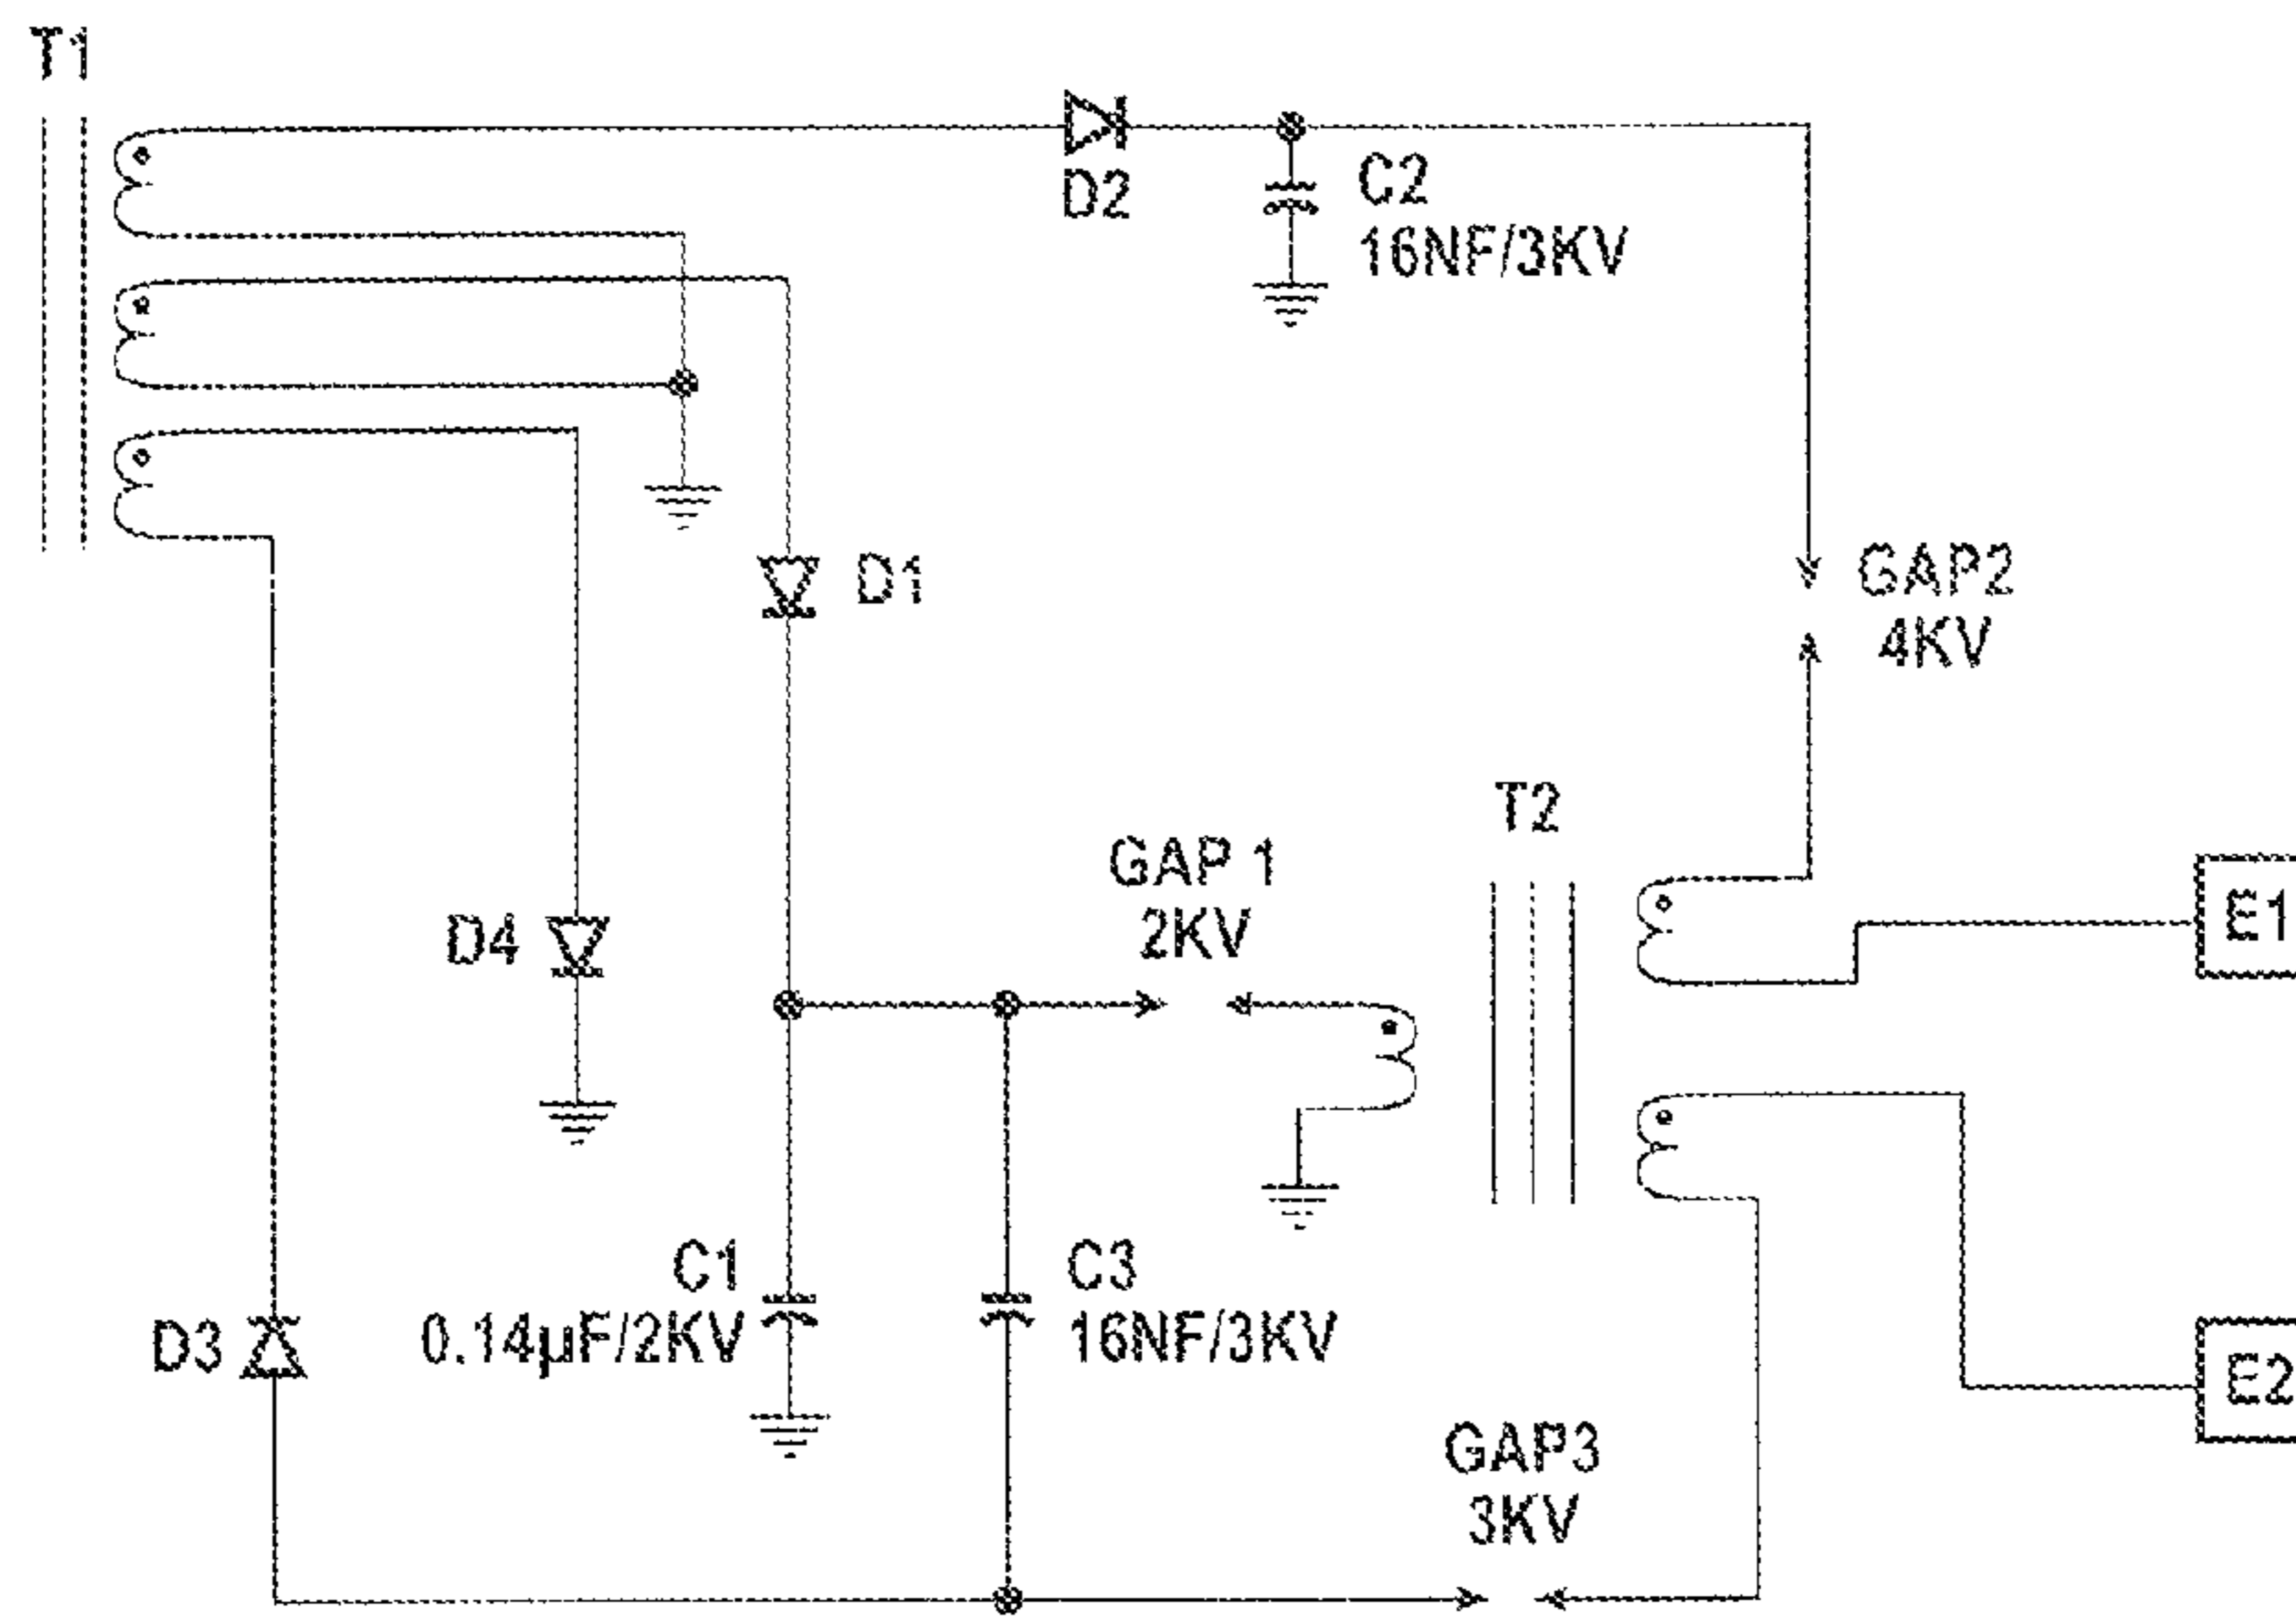 T1
D2
C2
16NF/3KV
D1
GAP2
4KV
T2
GAP 1
2KV
D4
E1
C1
0.14µF/2KV
C3
16NF/3KV
D3
E2
GAP3
3KV